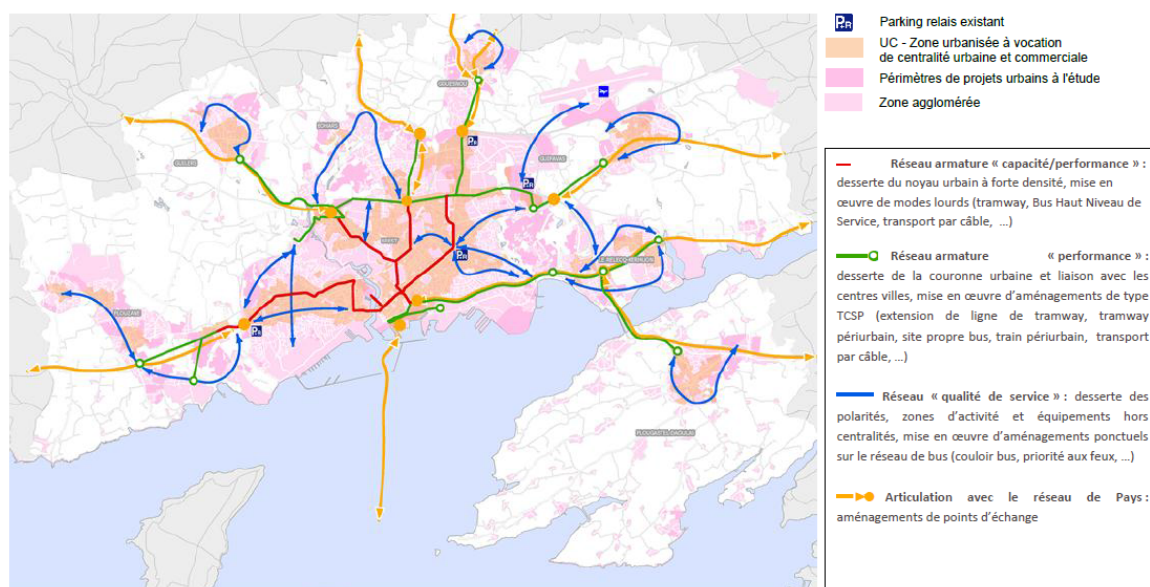 Parking relais existant
UC - Zone urbanisée à vocation
de centralité urbaine et commerciale
Périmètres de projets urbains à l'étude
Zone agglomérée
Réseau armature « capacité/performance » :
desserte du noyau urbain à forte densité, mise en
œuvre de modes lourds (tramway, Bus Haut Niveau de
Service, transport par câble, ...)
Réseau armature « performance » :
desserte de la couronne urbaine et liaison avec les
centres villes, mise en œuvre d'aménagements de type
TCSP (extension de ligne de tramway, tramway
périurbain, site propre bus, train périurbain, transport
par câble, ...)
Réseau « qualité de service » : desserte des
polarités, zones d'activité et équipements hors
centralités, mise en œuvre d'aménagements ponctuels
sur le réseau de bus (couloir bus, priorité aux feux, ...)
Articulation avec le réseau de Pays :
aménagements de points d'échange
GOUESNOU
BOHARS
GUILERS
GUIPAVAS
BREST
LE RELECQ-KERHUON
PLOUZANE
PLOUGASTEL-DAOULAS
P+R
P+R
P+R
P+R
P+R